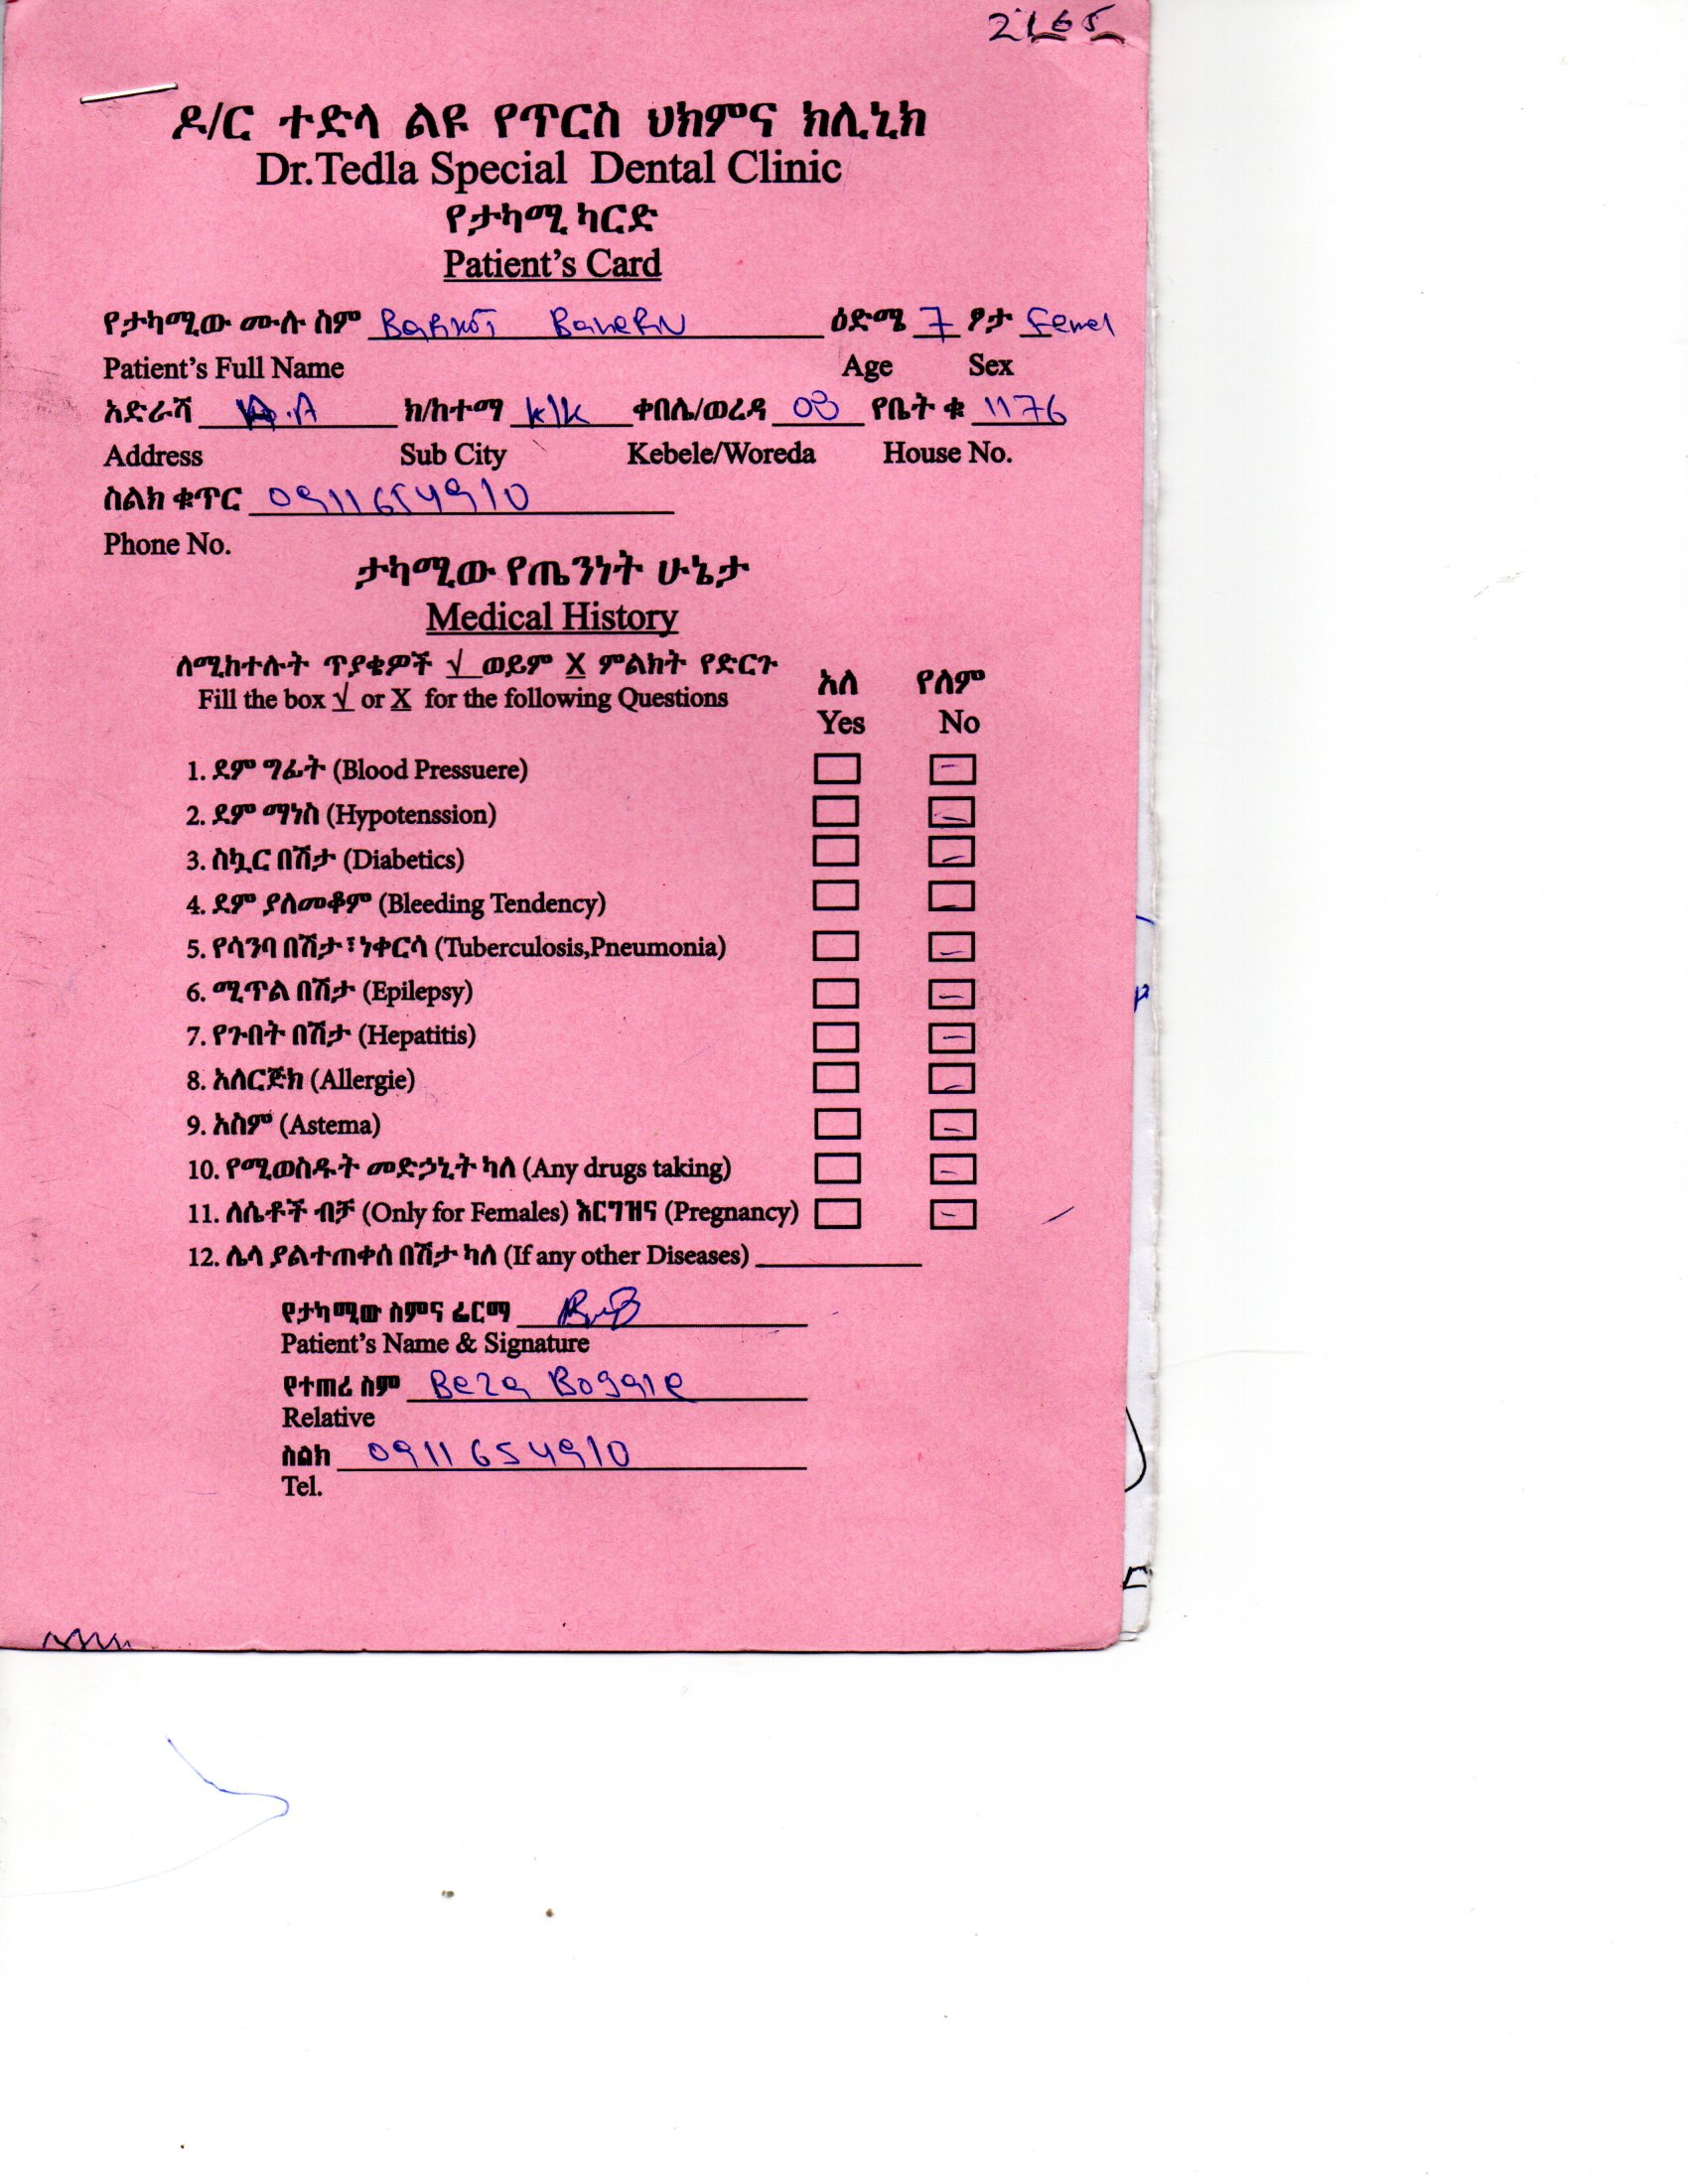 2165
ዶ/ር ተድላ ልዩ የጥርስ ህክምና ክሊኒክ
Dr.Tedla Special Dental Clinic
የታካሚ ካርድ
Patient's Card
የታካሚው ሙሉ ስም ዕድሜ 7 ፆታ Femel
Patient's Full Name Age Sex
አድራሻ A.A ክ/ከተማ k/k ቀበሌ/ወረዳ 03 የቤት ቁ 1176
Address Sub City Kebele/Woreda House No.
ስልክ ቁጥር 0911654910
Phone No.
ታካሚው የጤንነት ሁኔታ
Medical History
ለሚከተሉት ጥያቄዎች √ ወይም X ምልክት የድርጉ
Fill the box √ or X for the following Questions
አለ የለም
Yes No
1. ደም ግፊት (Blood Pressuere) -
2. ደም ማነስ (Hypotenssion) -
3. ስኳር በሽታ (Diabetics) -
4. ደም ያለመቆም (Bleeding Tendency) -
5. የሳንባ በሽታ፣ ነቀርሳ (Tuberculosis,Pneumonia) -
6. ሚጥል በሽታ (Epilepsy) -
7. የጉበት በሽታ (Hepatitis) -
8. አለርጅክ (Allergie) -
9. አስም (Astema) -
10. የሚወስዱት መድኃኒት ካለ (Any drugs taking) -
11. ለሴቶች ብቻ (Only for Females) እርግዝና (Pregnancy) -
12. ሌላ ያልተጠቀሰ በሽታ ካለ (If any other Diseases)
የታካሚው ስምና ፊርማ
Patient's Name & Signature
የተጠሪ ስም Beza
Relative
ስልክ 0911654910
Tel.